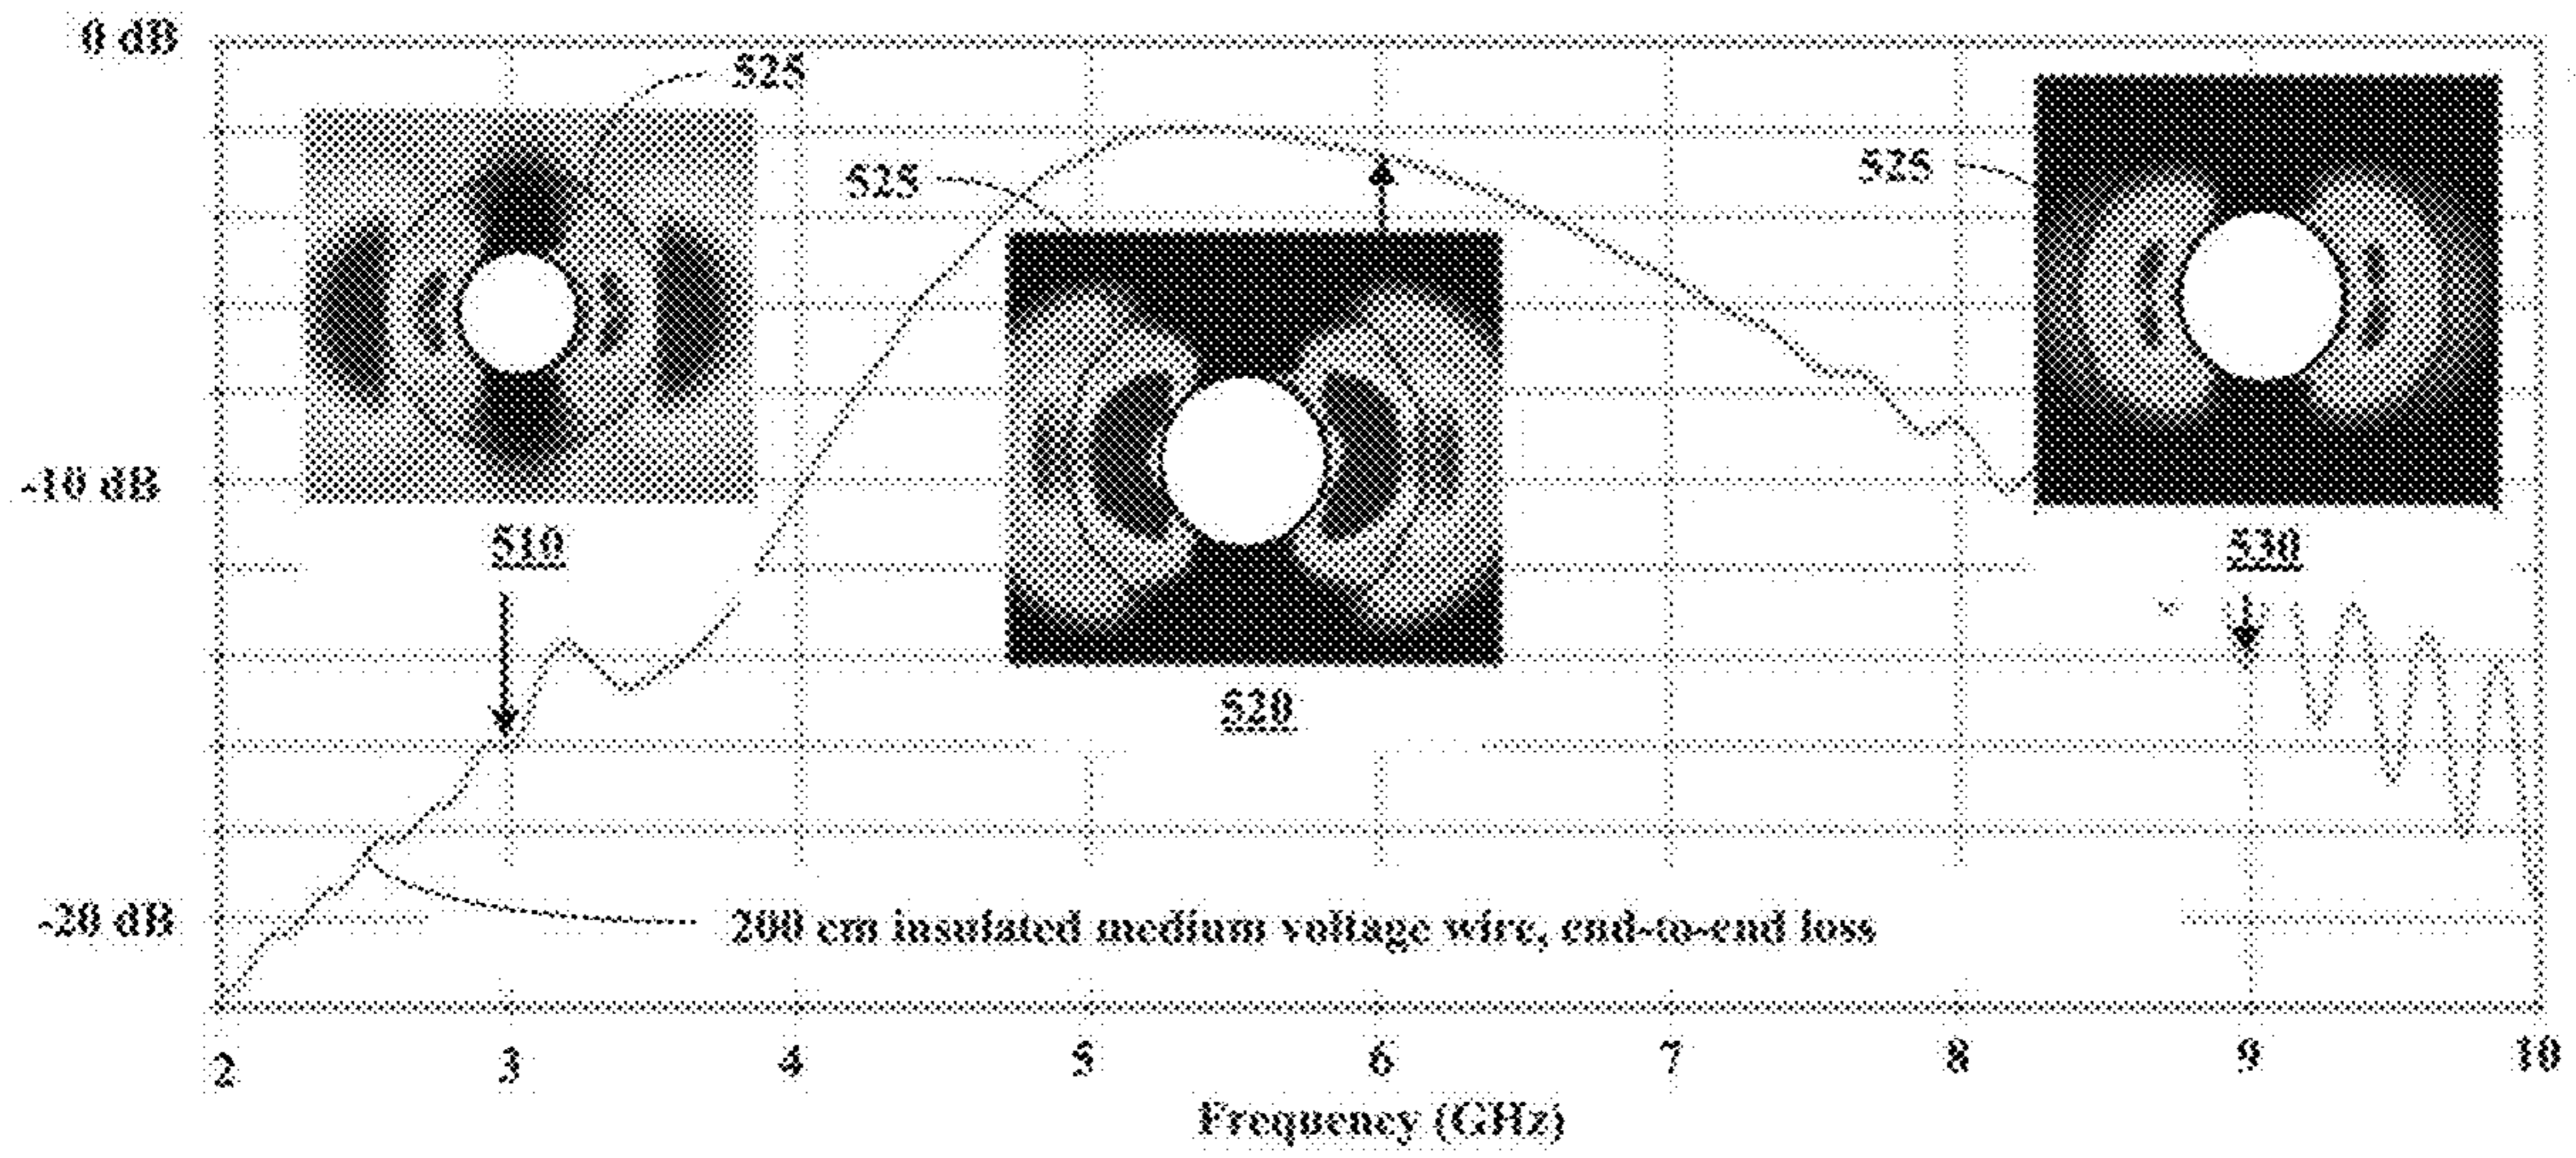 0 dB
525
525
525
-10 dB
510
530
520
-20 dB
200 cm insulated medium voltage wire, end-to-end loss
2 3 4 5 6 7 8 9 10
Frequency (GHz)